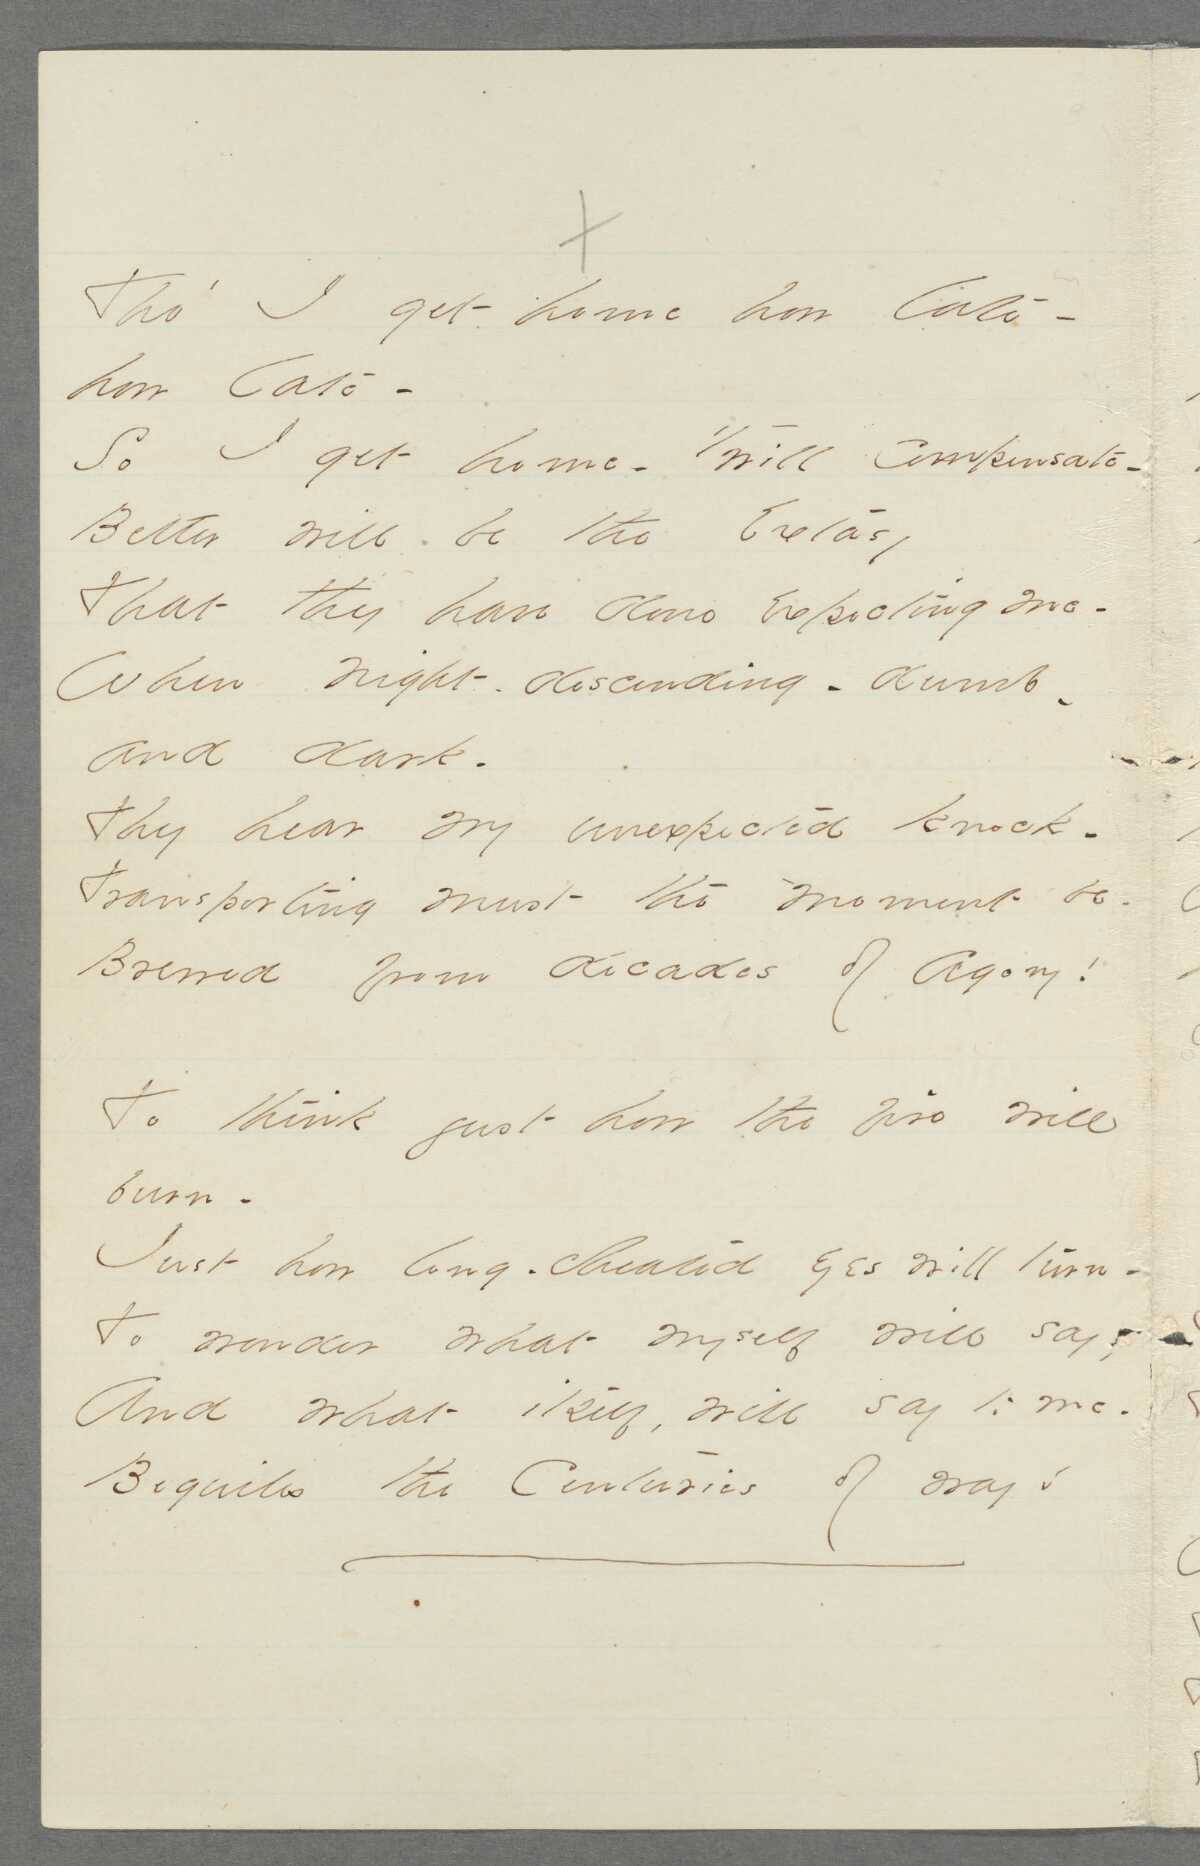 Tho' I get home how late -
how late -
So I get home - 'twill compensate -
Better will be the Extasy
That they have done expecting me -
When night - descending - dumb -
and dark -
They hear my unexpected knock -
Transporting must the moment be -
Brewed from decades of Agony!
To think just how the fire will
burn -
Just how long-cheated eyes will turn -
To wonder what myself will say,
And what itself, will say to me -
Beguiles the Centuries of way!